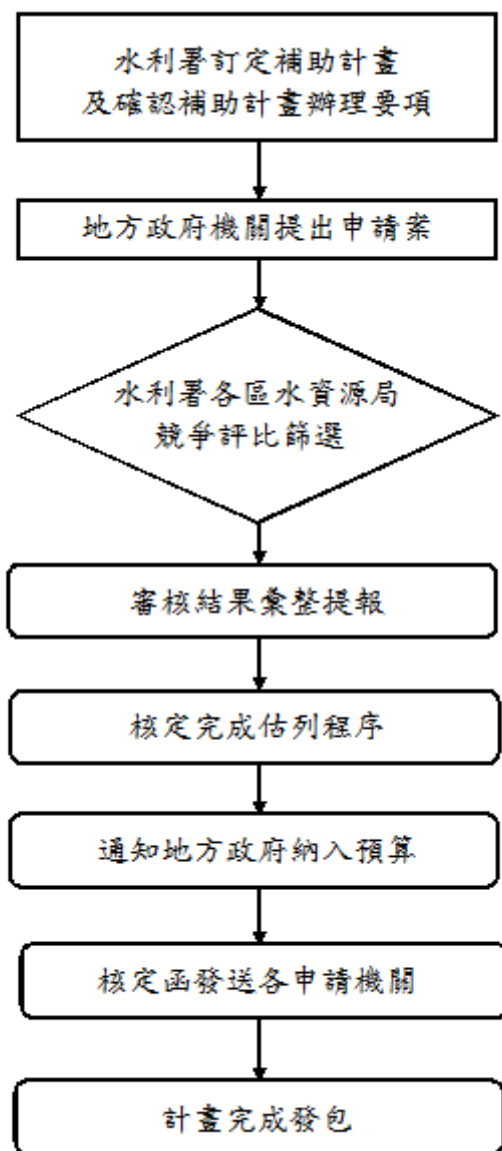 水利署訂定補助計畫
及確認補助計畫辦理要項
地方政府機關提出申請案
水利署各區水資源局
競爭評比篩選
審核結果彙整提報
核定完成估列程序
通知地方政府納入預算
核定函發送各申請機關
計畫完成發包